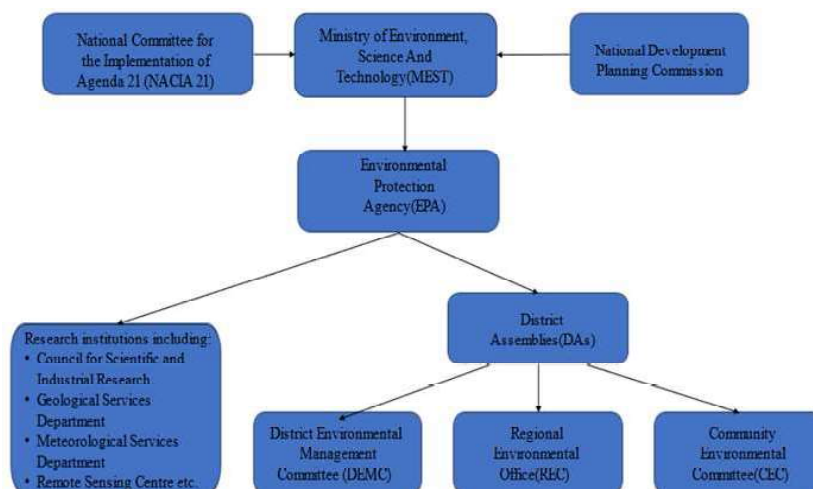 National Committee for
the Implementation of
Agenda 21 (NACIA 21)
Ministry of Environment,
Science And
Technology(MEST)
National Development
Planning Commission
Environmental
Protection
Agency(EPA)
Research institutions including:
• Council for Scientific and
Industrial Research
• Geological Services
Department
• Meteorological Services
Department
• Remote Sensing Centre etc.
District
Assemblies(DAs)
District Environmental
Management
Committee (DEMC)
Regional
Environmental
Office(REC)
Community
Environmental
Committee(CEC)